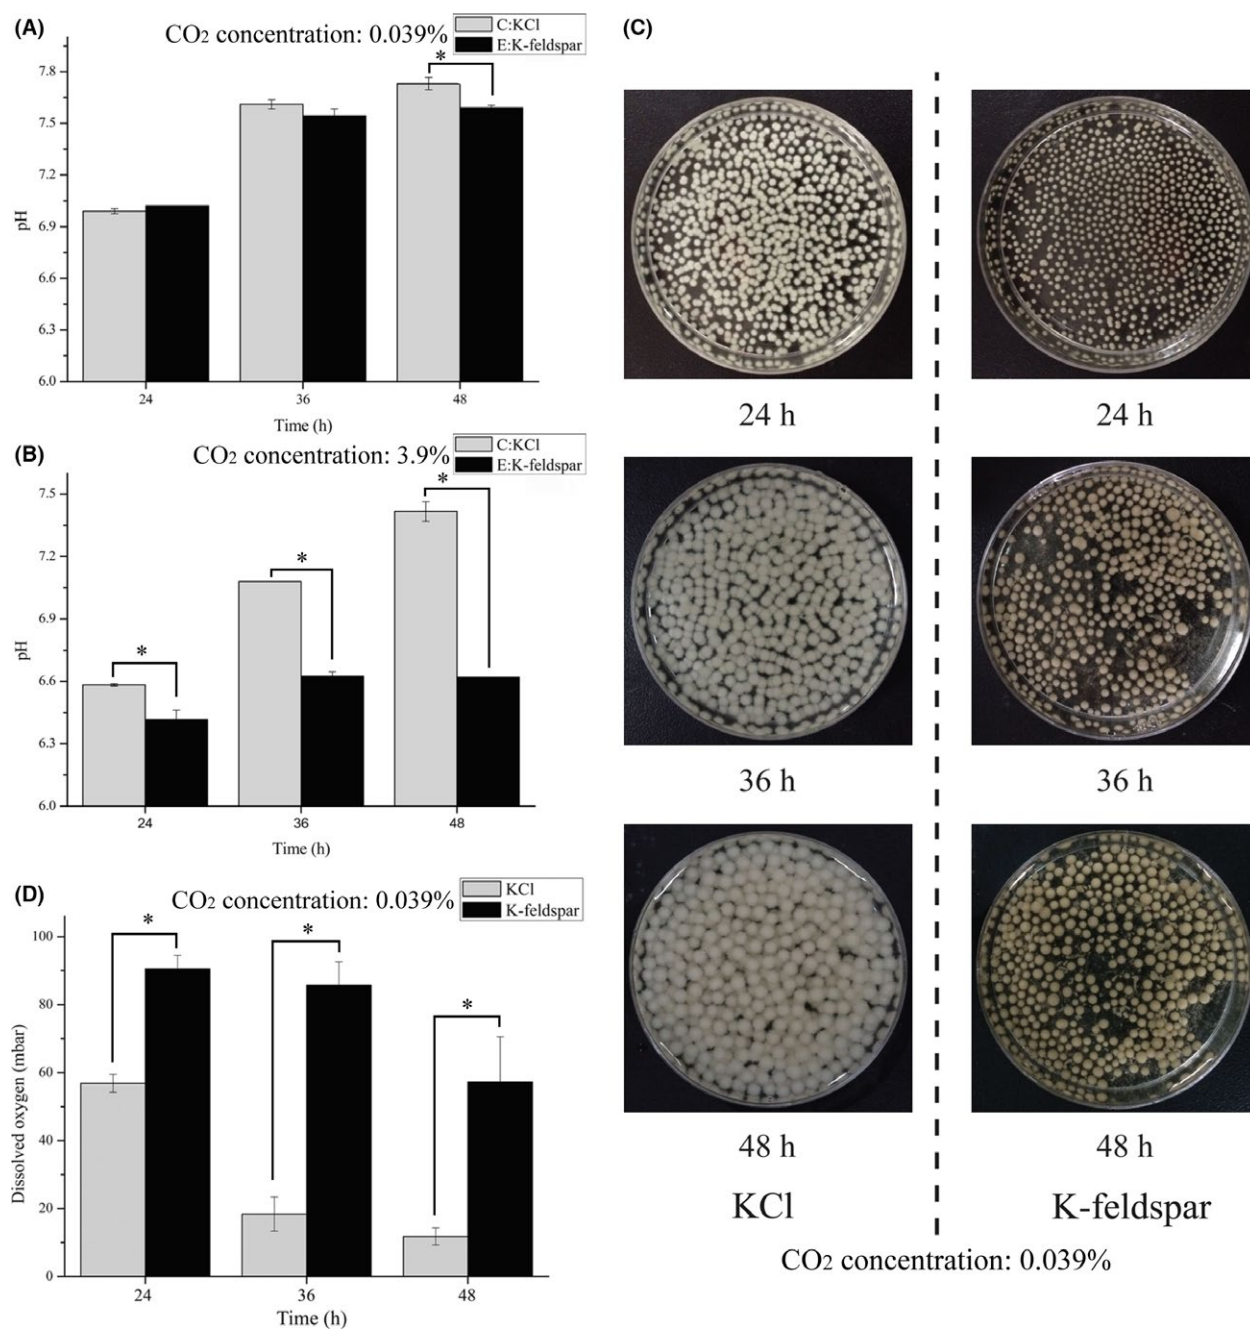 (A)
CO2 concentration: 0.039%
C:KCl
E:K-feldspar
*
7.8
7.5
7.2
6.9
6.6
6.3
6.0
pH
24 36 48
Time (h)
(B)
CO2 concentration: 3.9%
C:KCl
E:K-feldspar
*
*
*
7.5
7.2
6.9
6.6
6.3
6.0
pH
24 36 48
Time (h)
(D)
CO2 concentration: 0.039%
KCl
K-feldspar
*
*
*
100
80
60
40
20
0
Dissolved oxygen (mbar)
24 36 48
Time (h)
(C)
24 h 24 h
36 h 36 h
48 h 48 h
KCl K-feldspar
CO2 concentration: 0.039%